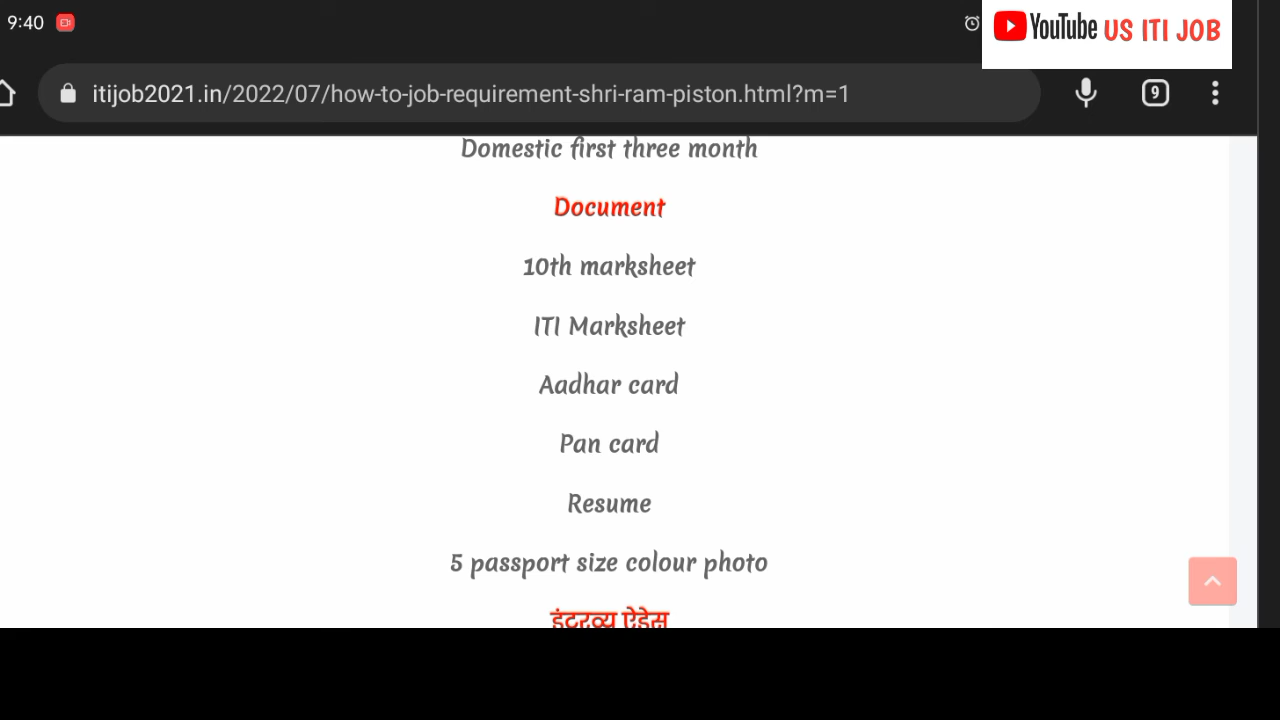 9:40
YouTube US ITI JOB
itijob2021.in/2022/07/how-to-job-requirement-shri-ram-piston.html?m=1
9
Domestic first three month
Document
10th marksheet
ITI Marksheet
Aadhar card
Pan card
Resume
5 passport size colour photo
इंटरव्यू ऐड्रेस